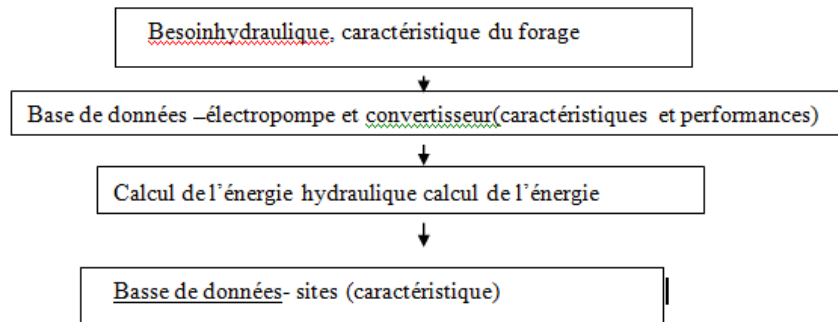 Besoinhydraulique, caractéristique du forage
Base de données –électropompe et convertisseur(caractéristiques et performances)
Calcul de l'énergie hydraulique calcul de l'énergie
Basse de données- sites (caractéristique)